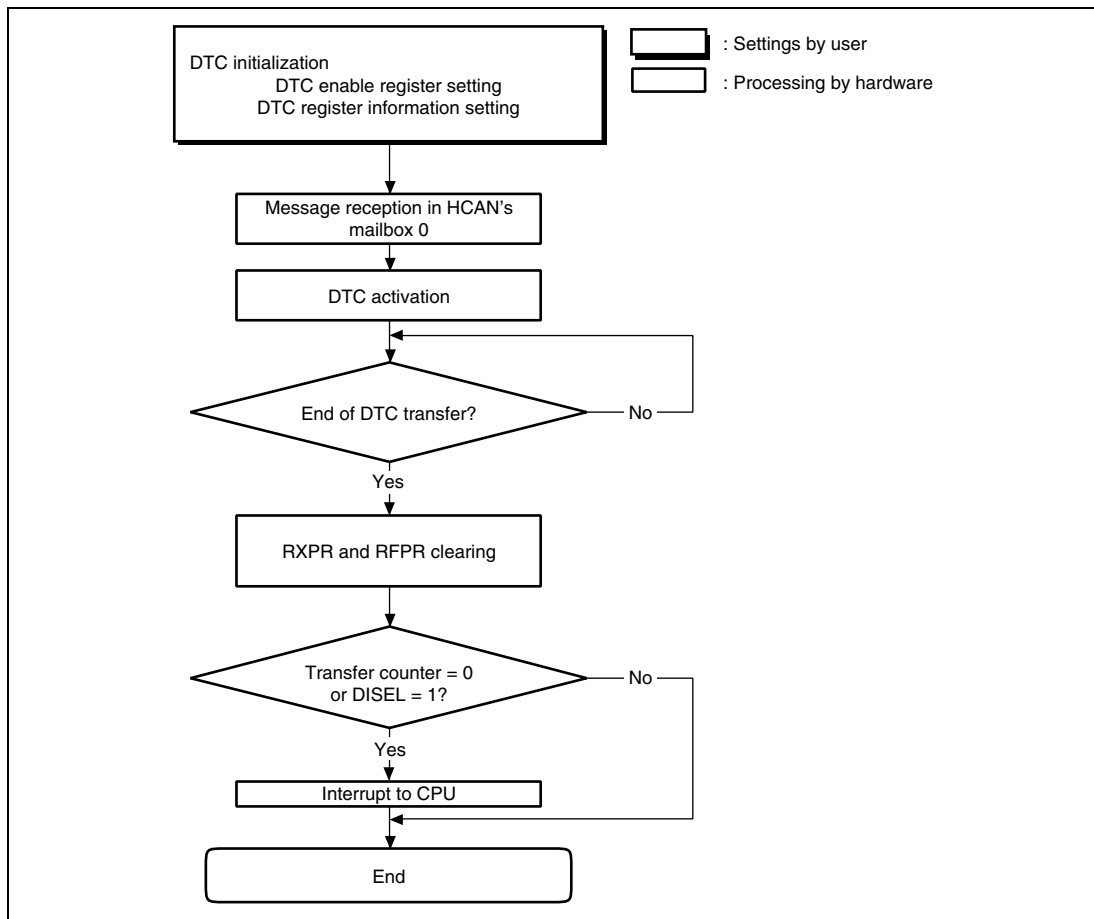 DTC initialization
DTC enable register setting
DTC register information setting
: Settings by user
: Processing by hardware
Message reception in HCAN's
mailbox 0
DTC activation
End of DTC transfer?
No
Yes
RXPR and RFPR clearing
Transfer counter = 0
or DISEL = 1?
No
Yes
Interrupt to CPU
End